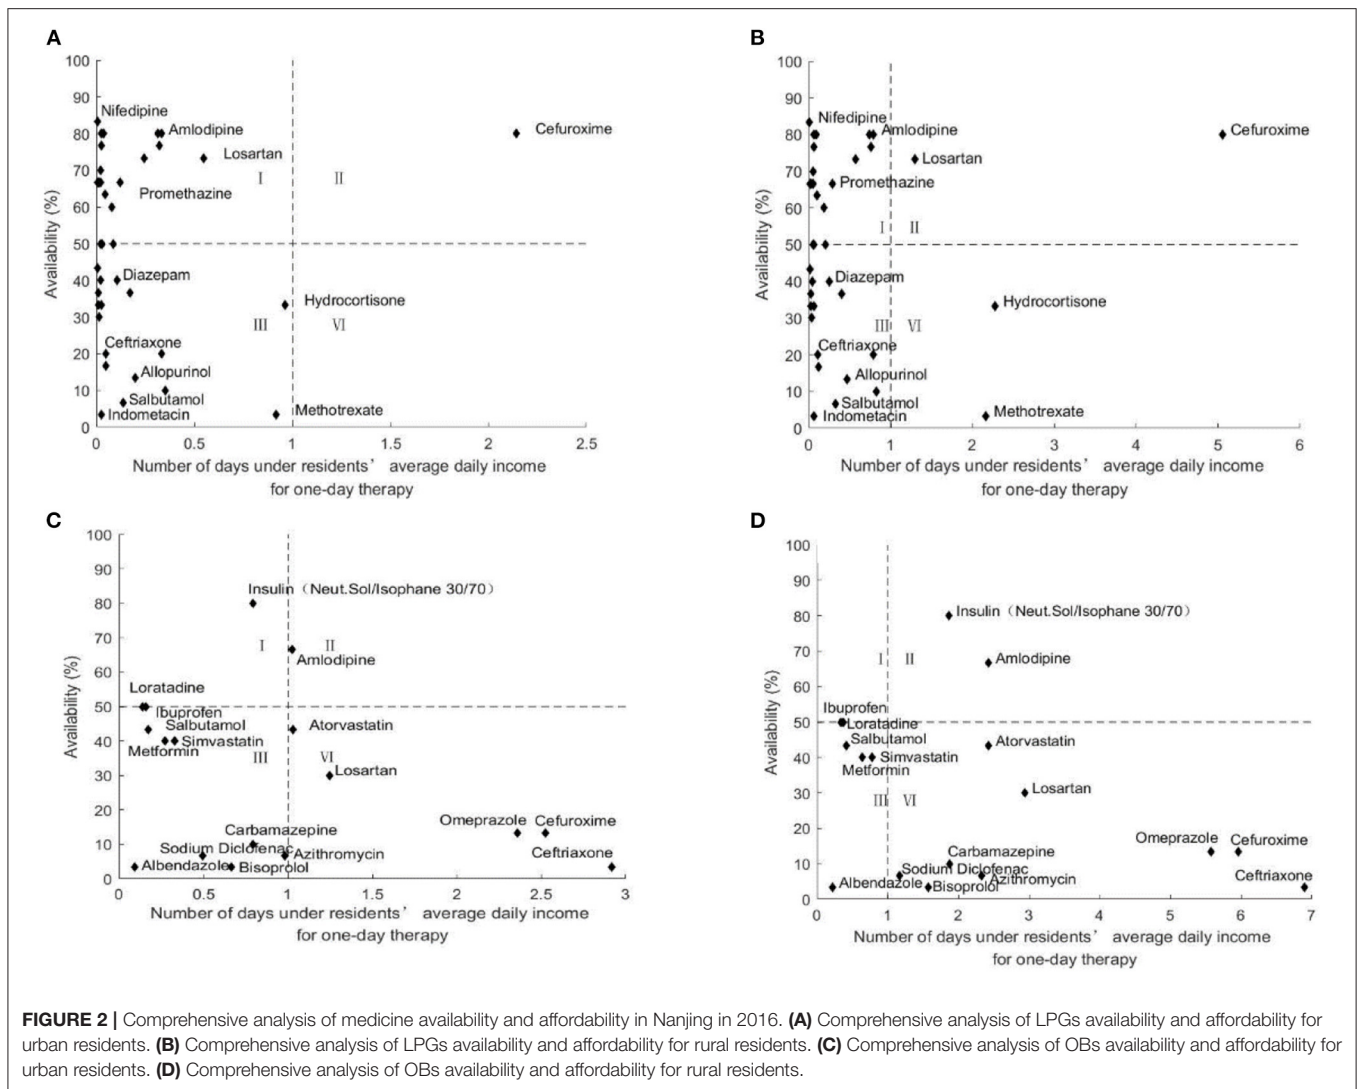 A
100
90
80
70
60
50
40
30
20
10
0
Availability (%)
Nifedipine
Amlodipine
Cefuroxime
Losartan
I
II
Promethazine
Diazepam
Hydrocortisone
III
VI
Ceftriaxone
Allopurinol
Salbutamol
Indometacin
Methotrexate
0 0.5 1 1.5 2 2.5
Number of days under residents’ average daily income
for one-day therapy
B
100
90
80
70
60
50
40
30
20
10
0
Availability (%)
Nifedipine
Amlodipine
Cefuroxime
Losartan
Promethazine
I
II
Diazepam
Hydrocortisone
III
VI
Ceftriaxone
Allopurinol
Salbutamol
Indometacin
Methotrexate
0 1 2 3 4 5 6
Number of days under residents’ average daily income
for one-day therapy
C
100
90
80
70
60
50
40
30
20
10
0
Availability (%)
Insulin（Neut.Sol/Isophane 30/70）
I
II
Amlodipine
Loratadine
Ibuprofen
Salbutamol
Atorvastatin
Simvastatin
Metformin
III
VI
Losartan
Omeprazole
Cefuroxime
Carbamazepine
Sodium Diclofenac
Azithromycin
Ceftriaxone
Albendazole
Bisoprolol
0 0.5 1 1.5 2 2.5 3
Number of days under residents’ average daily income
for one-day therapy
D
100
90
80
70
60
50
40
30
20
10
0
Availability (%)
Insulin（Neut.Sol/Isophane 30/70）
I
II
Amlodipine
Ibuprofen
Loratadine
Salbutamol
Atorvastatin
Simvastatin
Metformin
Losartan
III
VI
Omeprazole
Cefuroxime
Carbamazepine
Sodium Diclofenac
Azithromycin
Ceftriaxone
Albendazole
Bisoprolol
0 1 2 3 4 5 6 7
Number of days under residents’ average daily income
for one-day therapy
FIGURE 2 | Comprehensive analysis of medicine availability and affordability in Nanjing in 2016. (A) Comprehensive analysis of LPGs availability and affordability for
urban residents. (B) Comprehensive analysis of LPGs availability and affordability for rural residents. (C) Comprehensive analysis of OBs availability and affordability for
urban residents. (D) Comprehensive analysis of OBs availability and affordability for rural residents.